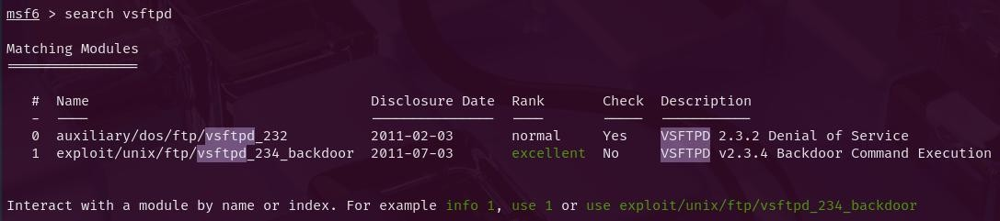 msf6 > search vsftpd
Matching Modules
================
#  Name                                  Disclosure Date  Rank       Check  Description
-  ----                                  ---------------  ----       -----  -----------
0  auxiliary/dos/ftp/vsftpd_232          2011-02-03       normal     Yes    VSFTPD 2.3.2 Denial of Service
1  exploit/unix/ftp/vsftpd_234_backdoor  2011-07-03       excellent  No     VSFTPD v2.3.4 Backdoor Command Execution
Interact with a module by name or index. For example info 1, use 1 or use exploit/unix/ftp/vsftpd_234_backdoor